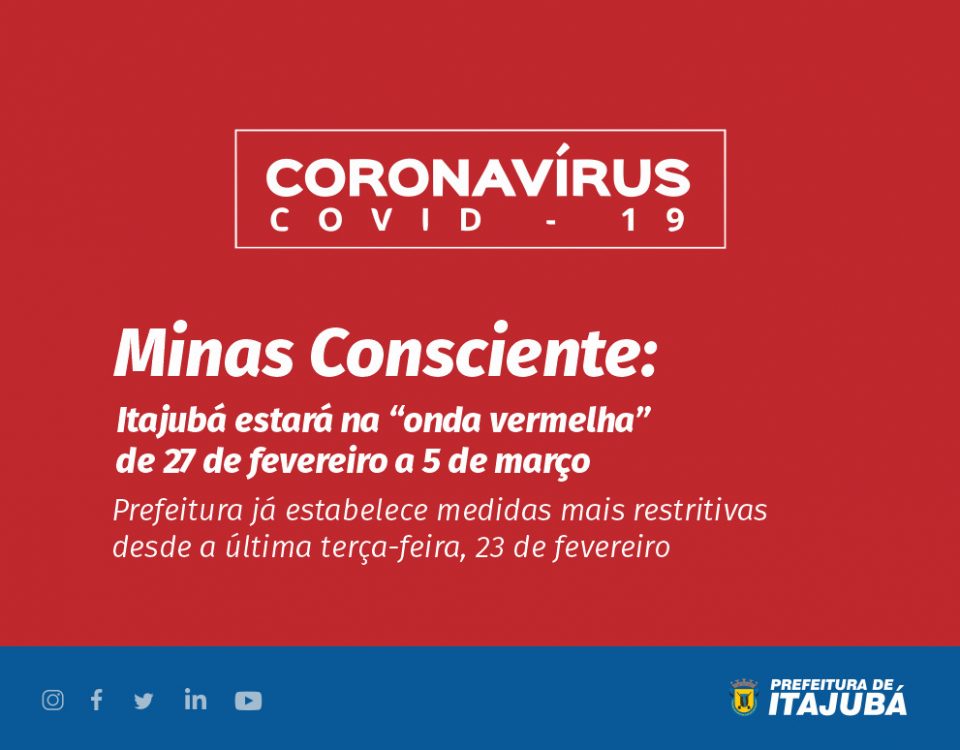 CORONAVÍRUS
COVID - 19
Minas Consciente:
Itajubá estará na “onda vermelha”
de 27 de fevereiro a 5 de março
Prefeitura já estabelece medidas mais restritivas
desde a última terça-feira, 23 de fevereiro
PREFEITURA DE
ITAJUBÁ